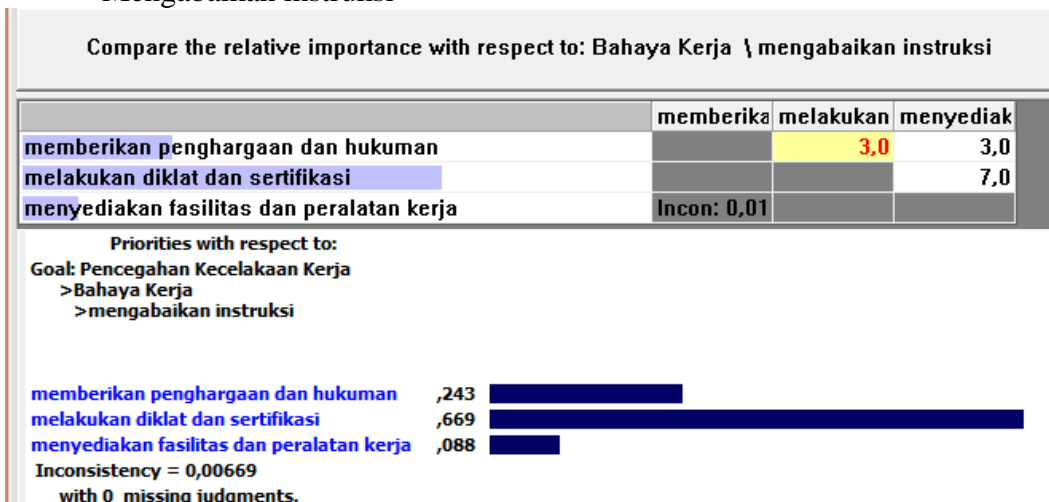 Mengabaikan instruksi
Compare the relative importance with respect to: Bahaya Kerja \ mengabaikan instruksi
memberika melakukan menyediak
memberikan penghargaan dan hukuman 3,0 3,0
melakukan diklat dan sertifikasi 7,0
menyediakan fasilitas dan peralatan kerja Incon: 0,01
Priorities with respect to:
Goal: Pencegahan Kecelakaan Kerja
>Bahaya Kerja
>mengabaikan instruksi
memberikan penghargaan dan hukuman ,243
melakukan diklat dan sertifikasi ,669
menyediakan fasilitas dan peralatan kerja ,088
Inconsistency = 0,00669
with 0 missing judgments.